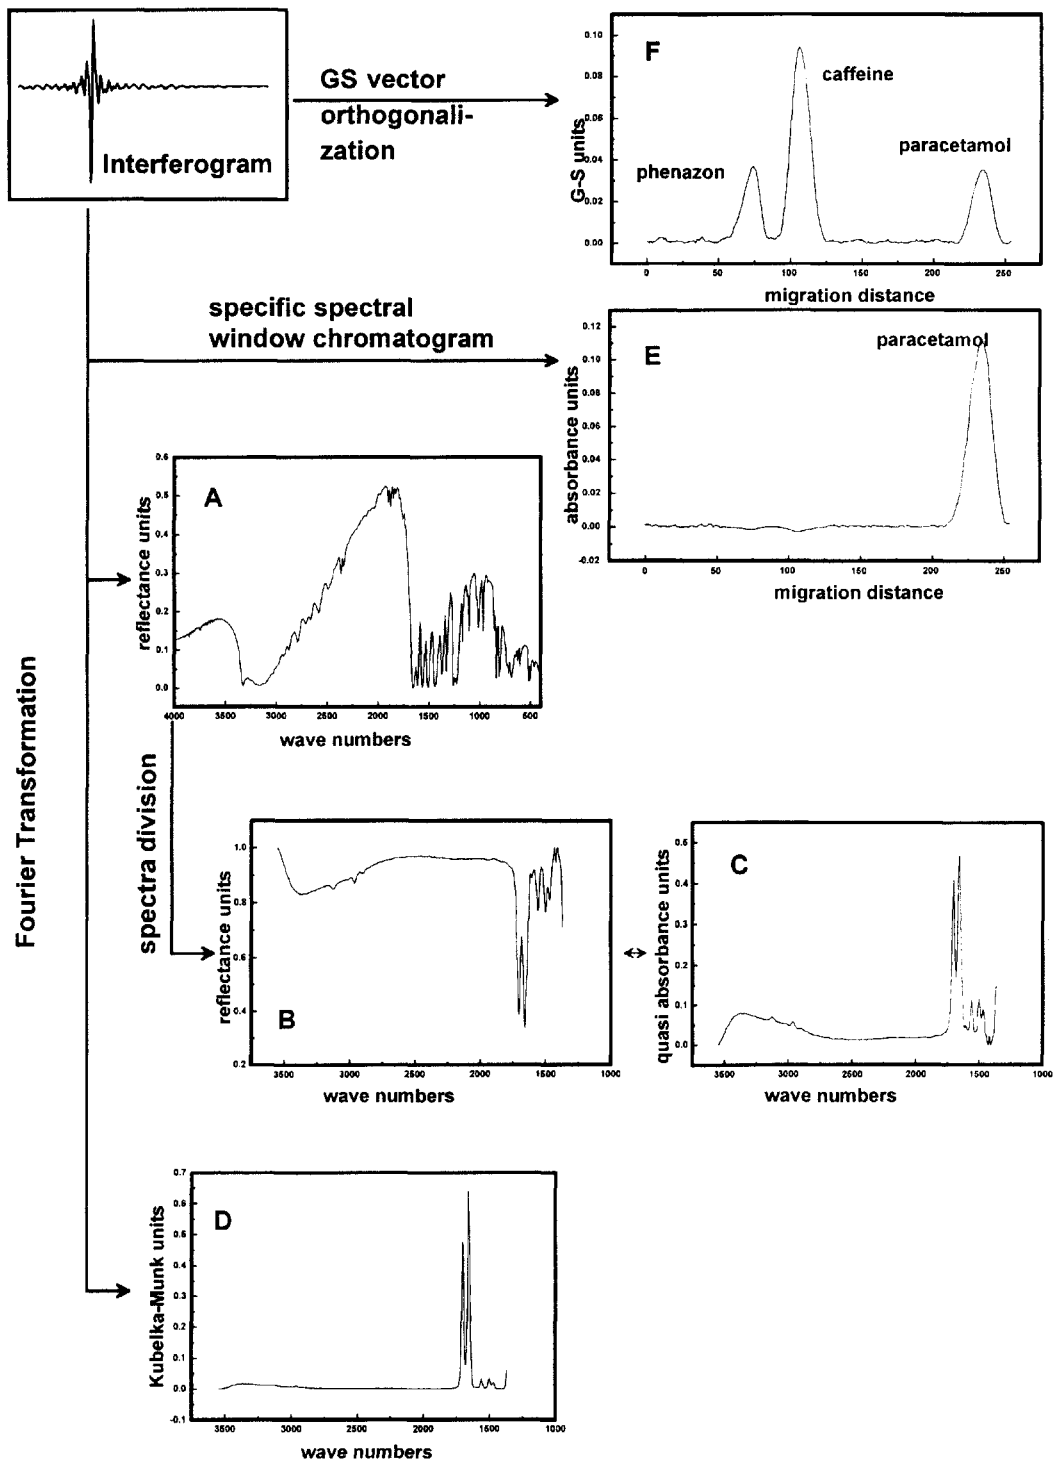 Interferogram
GS vector
orthogonali-
zation
F
caffeine
phenazon
paracetamol
G-S units
0.10
0.08
0.06
0.04
0.02
0.00
0
50
100
150
200
250
migration distance
specific spectral
window chromatogram
E
paracetamol
absorbance units
0.12
0.10
0.08
0.06
0.04
0.02
0.00
-0.02
0
50
100
150
200
250
migration distance
A
reflectance units
0.6
0.5
0.4
0.3
0.2
0.1
0.0
4000
3500
3000
2500
2000
1500
1000
500
wave numbers
Fourier Transformation
spectra division
B
reflectance units
1.0
0.8
0.6
0.4
0.2
3500
3000
2500
2000
1500
1000
wave numbers
C
quasi absorbance units
0.5
0.4
0.3
0.2
0.1
0.0
3500
3000
2500
2000
1500
1000
wave numbers
D
Kubelka-Munk units
0.7
0.6
0.5
0.4
0.3
0.2
0.1
0.0
-0.1
3500
3000
2500
2000
1500
1000
wave numbers